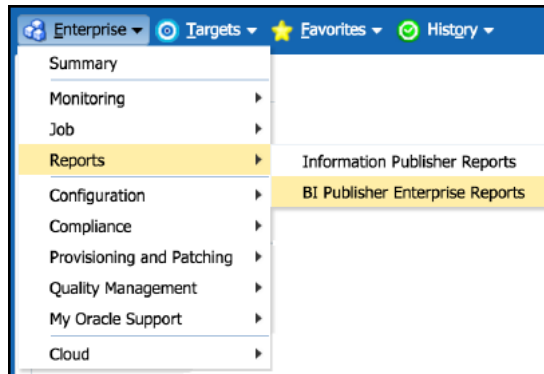 Enterprise Targets Favorites History
Summary
Monitoring
Job
Reports
Information Publisher Reports
Configuration
BI Publisher Enterprise Reports
Compliance
Provisioning and Patching
Quality Management
My Oracle Support
Cloud